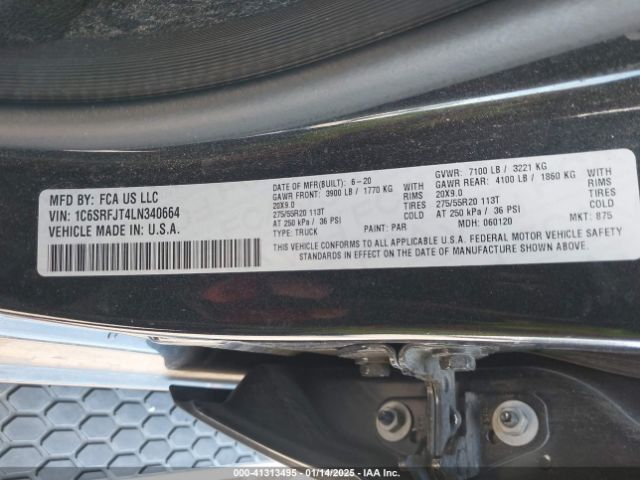 MFD BY: FCA US LLC
VIN: 1C6SRFJT4LN340664
VEHICLE MADE IN: U.S.A.
DATE OF MFR(BUILT): 6-20
GAWR FRONT: 3900 LB / 1770 KG WITH
20X9.0 RIMS
275/55R20 113T TIRES
AT 250 kPa / 36 PSI COLD
TYPE: TRUCK PAINT: PAR
GVWR: 7100 LB / 3221 KG
GAWR REAR: 4100 LB / 1860 KG WITH
20X9.0 RIMS
275/55R20 113T TIRES
AT 250 kPa / 36 PSI COLD
MDH: 060120 MKT: 875
THIS VEHICLE CONFORMS TO ALL APPLICABLE U.S.A. FEDERAL MOTOR VEHICLE SAFETY
STANDARDS IN EFFECT ON THE DATE OF MANUFACTURE SHOWN ABOVE.
STOCK: 41313495 01/14/2025 IAA Inc.